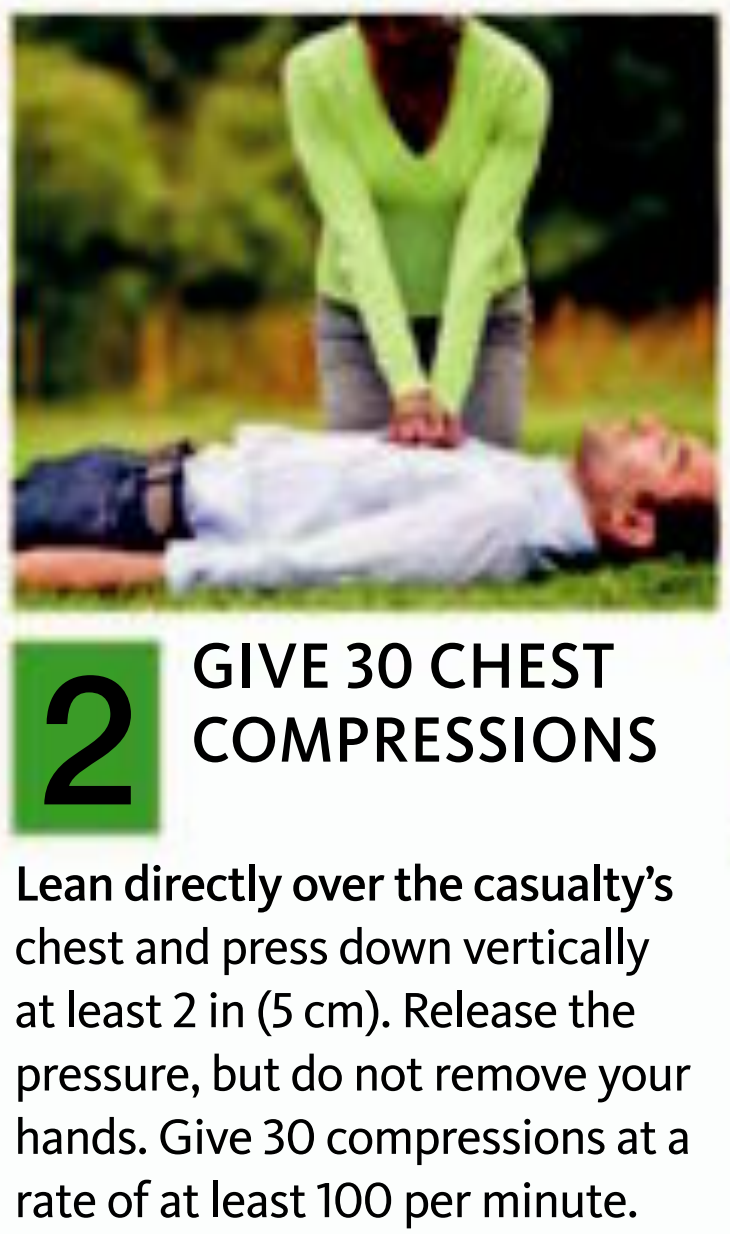 2
GIVE 30 CHEST
COMPRESSIONS
Lean directly over the casualty’s
chest and press down vertically
at least 2 in (5 cm). Release the
pressure, but do not remove your
hands. Give 30 compressions at a
rate of at least 100 per minute.